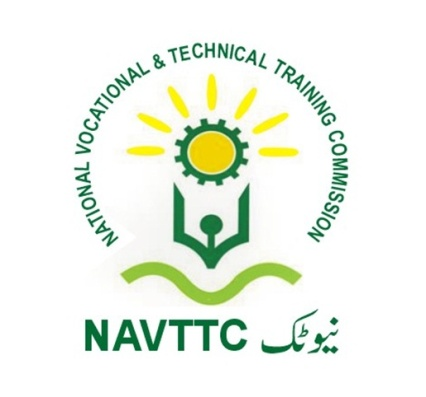 NATIONAL VOCATIONAL & TECHNICAL TRAINING COMMISSION
NAVTTC نیوٹک